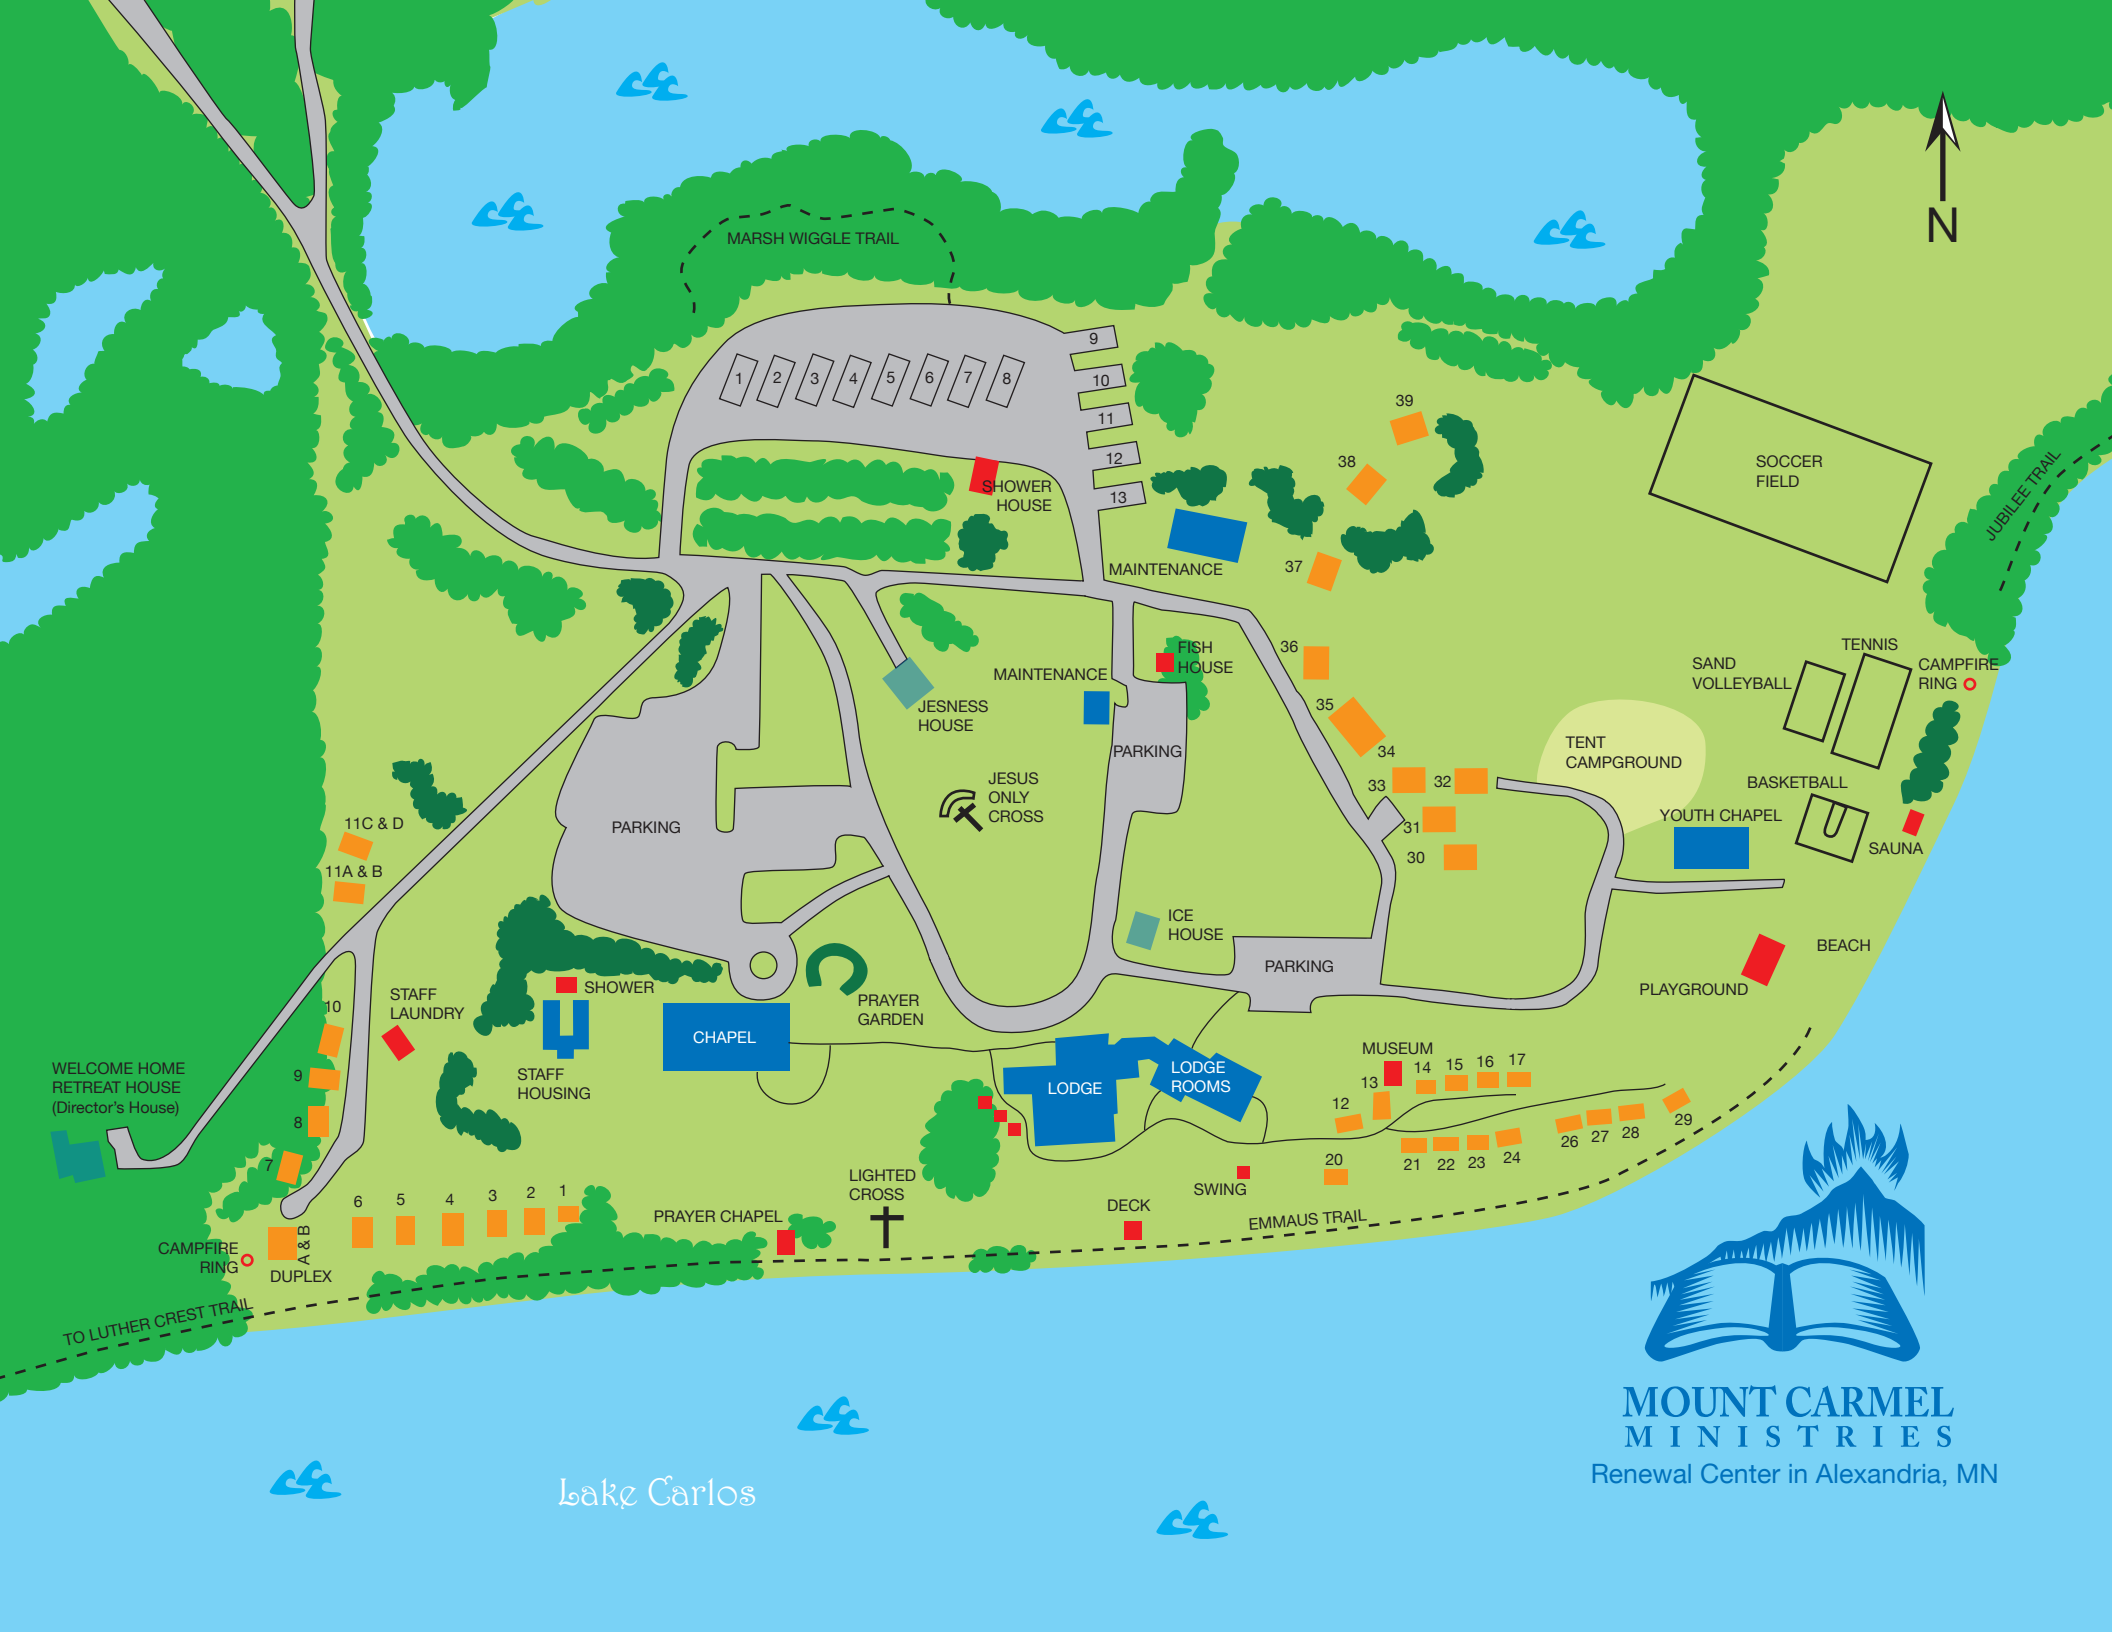 N
MARSH WIGGLE TRAIL
1
2
3
4
5
6
7
8
9
10
11
12
13
SHOWER
HOUSE
MAINTENANCE
39
38
37
36
35
34
33
32
31
30
SOCCER
FIELD
JUBILEE TRAIL
TENNIS
SAND
VOLLEYBALL
CAMPFIRE
RING
TENT
CAMPGROUND
BASKETBALL
YOUTH CHAPEL
SAUNA
FISH
HOUSE
MAINTENANCE
PARKING
JESNESS
HOUSE
JESUS
ONLY
CROSS
PARKING
11C & D
11A & B
ICE
HOUSE
PARKING
BEACH
PLAYGROUND
10
STAFF
LAUNDRY
SHOWER
STAFF
HOUSING
CHAPEL
PRAYER
GARDEN
LODGE
LODGE
ROOMS
MUSEUM
12
13
14
15
16
17
20
21
22
23
24
26
27
28
29
WELCOME HOME
RETREAT HOUSE
(Director's House)
9
8
7
6
5
4
3
2
1
A & B
DUPLEX
CAMPFIRE
RING
TO LUTHER CREST TRAIL
PRAYER CHAPEL
LIGHTED
CROSS
DECK
SWING
EMMAUS TRAIL
Lake Carlos
MOUNT CARMEL
MINISTRIES
Renewal Center in Alexandria, MN